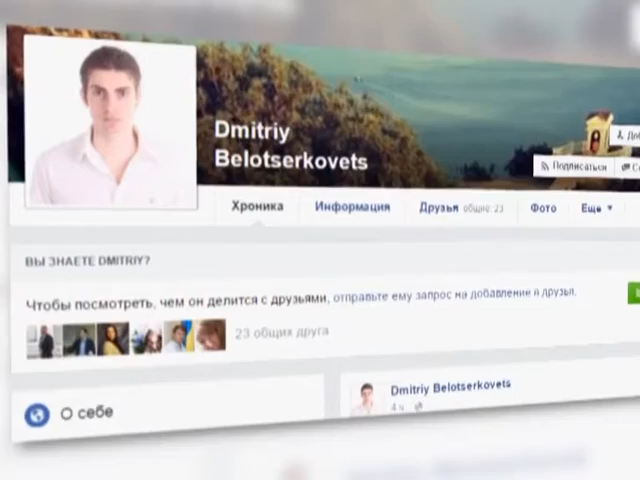 Dmitriy
Belotserkovets
Подписаться
Хроника Информация Друзья общие: 23 Фото Еще
ВЫ ЗНАЕТЕ DMITRIY?
Чтобы посмотреть, чем он делится с друзьями, отправьте ему запрос на добавление в друзья.
23 общих друга
О себе
Dmitriy Belotserkovets
4 ч.